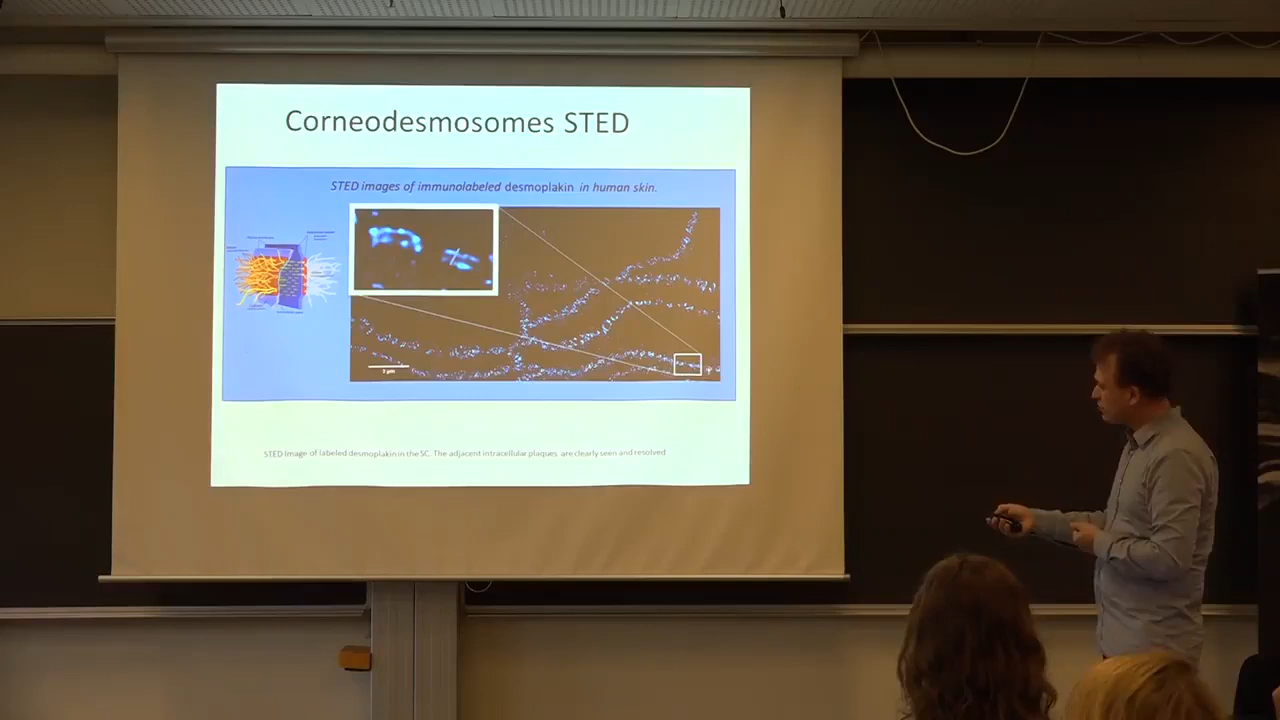 Corneodesmosomes STED
STED images of immunolabeled desmoplakin in human skin.
STED Image of labeled desmoplakin in the SC. The adjacent intracellular plaques are clearly seen and resolved